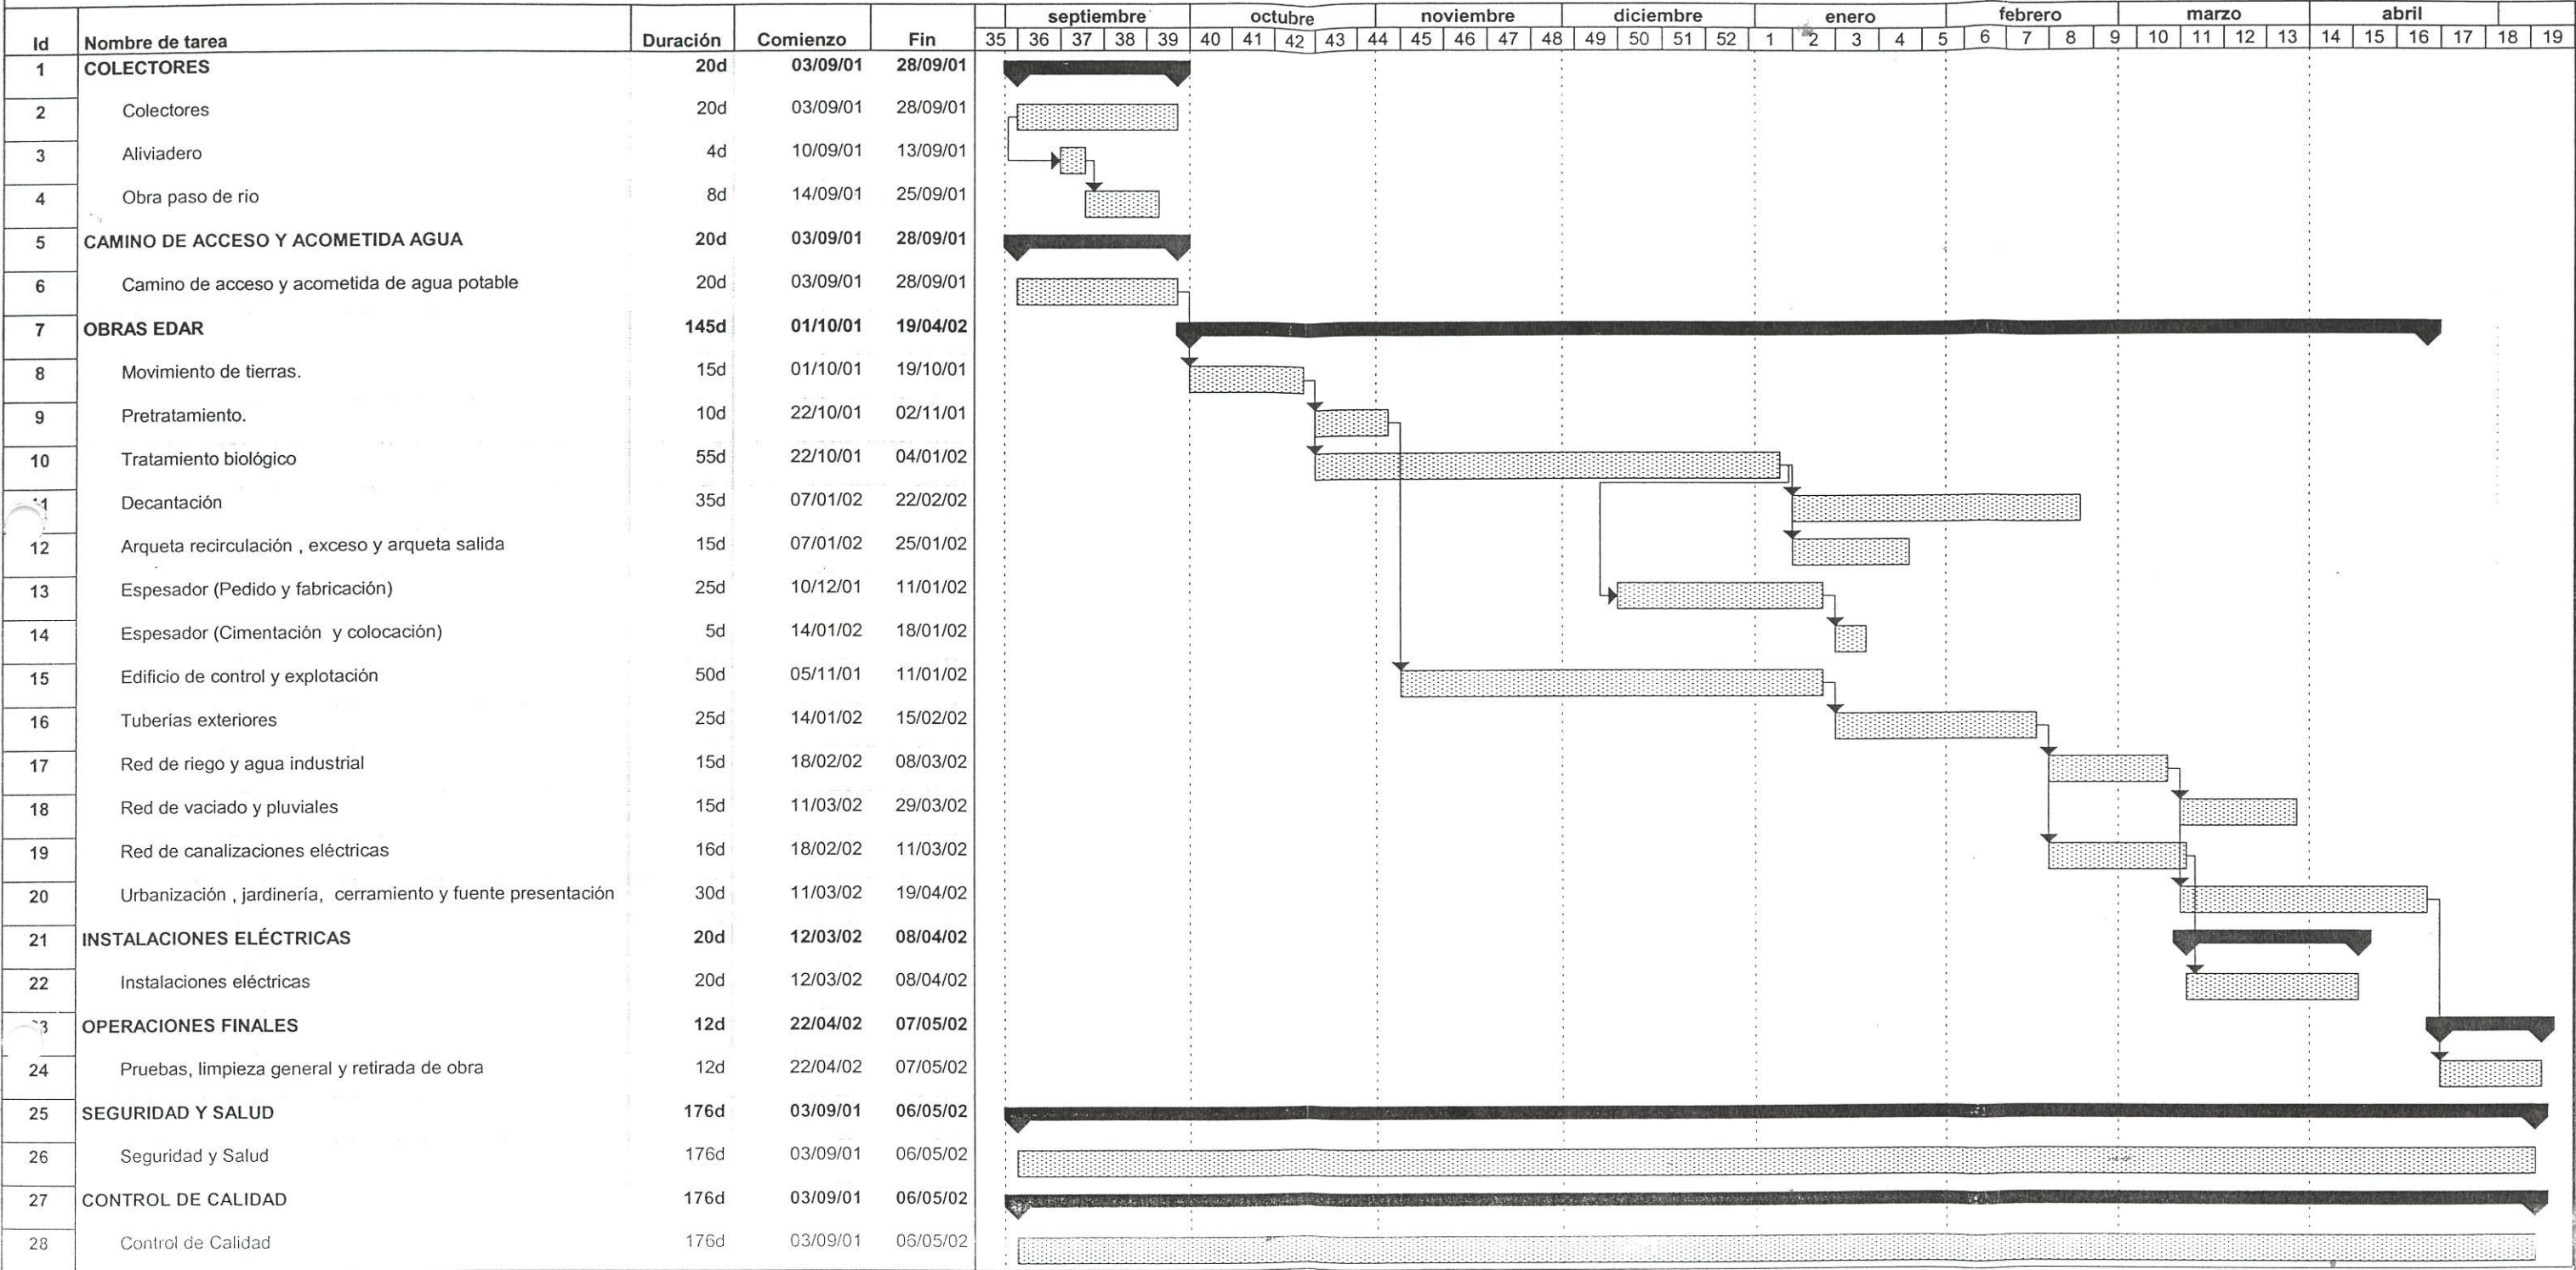 septiembre octubre noviembre diciembre enero febrero marzo abril
Id Nombre de tarea Duración Comienzo Fin 35 36 37 38 39 40 41 42 43 44 45 46 47 48 49 50 51 52 1 2 3 4 5 6 7 8 9 10 11 12 13 14 15 16 17 18 19
1 COLECTORES 20d 03/09/01 28/09/01
2 Colectores 20d 03/09/01 28/09/01
3 Aliviadero 4d 10/09/01 13/09/01
4 Obra paso de río 8d 14/09/01 25/09/01
5 CAMINO DE ACCESO Y ACOMETIDA AGUA 20d 03/09/01 28/09/01
6 Camino de acceso y acometida de agua potable 20d 03/09/01 28/09/01
7 OBRAS EDAR 145d 01/10/01 19/04/02
8 Movimiento de tierras. 15d 01/10/01 19/10/01
9 Pretratamiento. 10d 22/10/01 02/11/01
10 Tratamiento biológico 55d 22/10/01 04/01/02
Decantación 35d 07/01/02 22/02/02
12 Arqueta recirculación , exceso y arqueta salida 15d 07/01/02 25/01/02
13 Espesador (Pedido y fabricación) 25d 10/12/01 11/01/02
14 Espesador (Cimentación y colocación) 5d 14/01/02 18/01/02
15 Edificio de control y explotación 50d 05/11/01 11/01/02
16 Tuberías exteriores 25d 14/01/02 15/02/02
17 Red de riego y agua industrial 15d 18/02/02 08/03/02
18 Red de vaciado y pluviales 15d 11/03/02 29/03/02
19 Red de canalizaciones eléctricas 16d 18/02/02 11/03/02
20 Urbanización , jardinería, cerramiento y fuente presentación 30d 11/03/02 19/04/02
21 INSTALACIONES ELÉCTRICAS 20d 12/03/02 08/04/02
22 Instalaciones eléctricas 20d 12/03/02 08/04/02
OPERACIONES FINALES 12d 22/04/02 07/05/02
24 Pruebas, limpieza general y retirada de obra 12d 22/04/02 07/05/02
25 SEGURIDAD Y SALUD 176d 03/09/01 06/05/02
26 Seguridad y Salud 176d 03/09/01 06/05/02
27 CONTROL DE CALIDAD 176d 03/09/01 06/05/02
28 Control de Calidad 176d 03/09/01 06/05/02